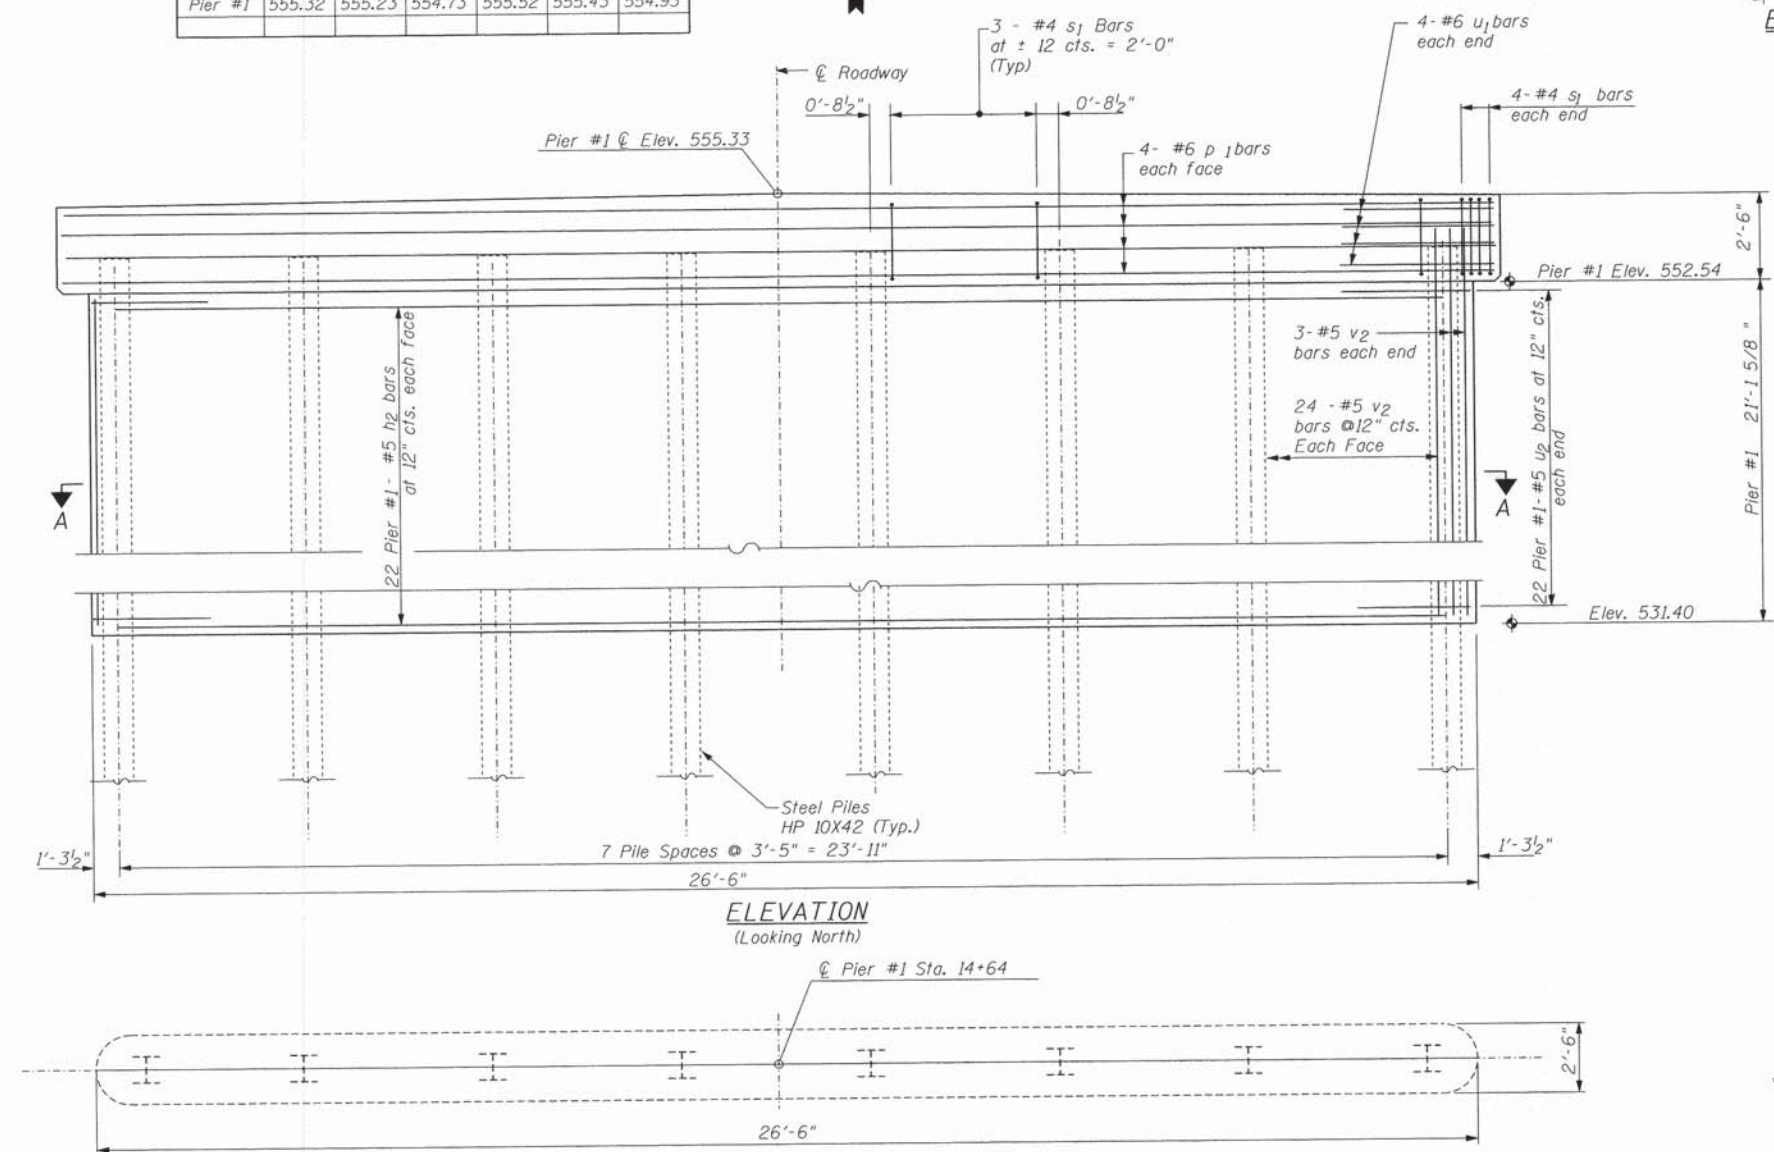 Pier #1 555.32 555.23 554.73 555.52 555.43 554.93
3 - #4 s1 Bars
at ± 12 cts. = 2'-0"
(Typ)
4-#6 u1 bars
each end
℄ Roadway
0'-8½"
0'-8½"
4-#4 s1 bars
each end
Pier #1 ℄ Elev. 555.33
4- #6 p1 bars
each face
2'-6"
Pier #1 Elev. 552.54
3-#5 v2
bars each end
24 -#5 v2
bars @12" cts.
Each Face
22 Pier #1- #5 h2 bars
at 12" cts. each face
22 Pier #1-#5 u2 bars at 12" cts.
each end
Pier #1 21'-1 5/8"
A
A
Elev. 531.40
Steel Piles
HP 10X42 (Typ.)
1'-3½"
7 Pile Spaces @ 3'-5" = 23'-11"
1'-3½"
26'-6"
ELEVATION
(Looking North)
℄ Pier #1 Sta. 14+64
2'-6"
26'-6"